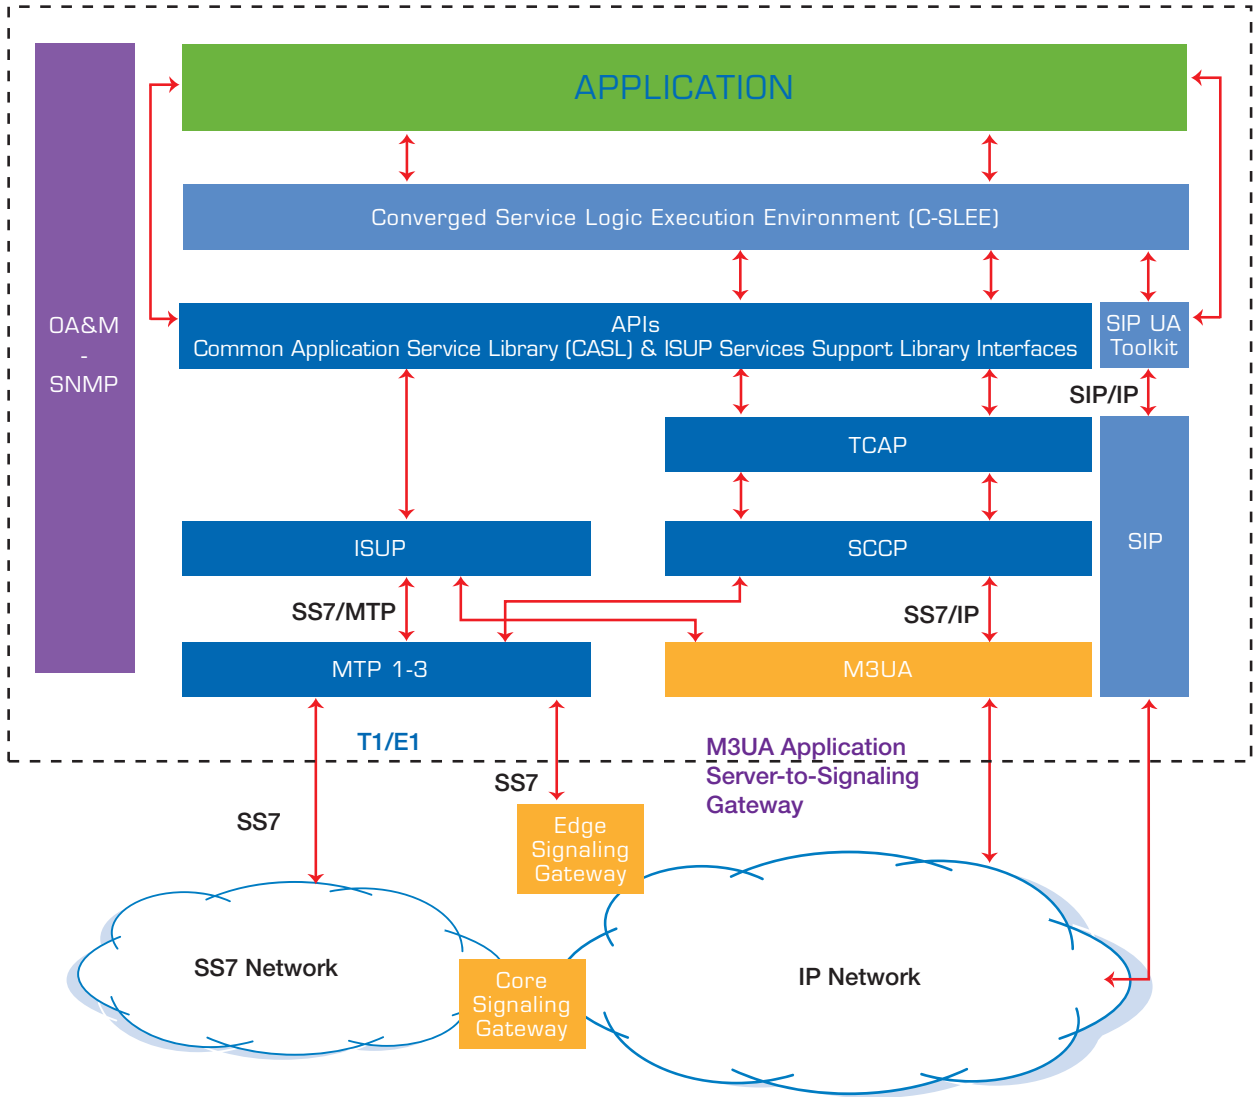 APPLICATION
Converged Service Logic Execution Environment (C-SLEE)
OA&M
-
SNMP
APIs
Common Application Service Library (CASL) & ISUP Services Support Library Interfaces
SIP UA
Toolkit
SIP/IP
TCAP
ISUP
SCCP
SIP
SS7/MTP
SS7/IP
MTP 1-3
M3UA
T1/E1
M3UA Application
Server-to-Signaling
Gateway
SS7
SS7
Edge
Signaling
Gateway
SS7 Network
IP Network
Core
Signaling
Gateway